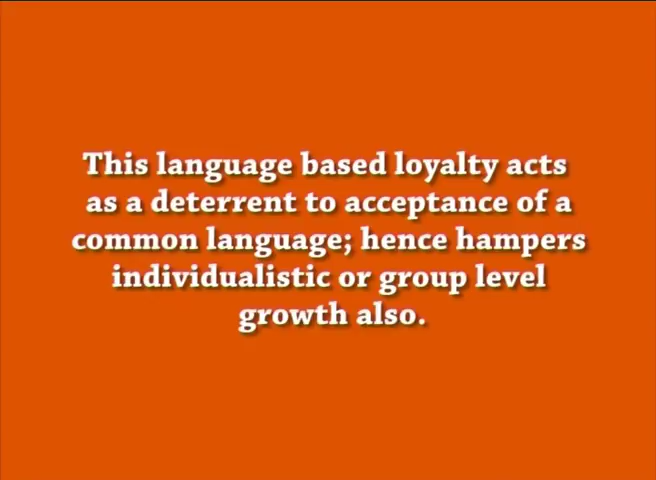 This language based loyalty acts
as a deterrent to acceptance of a
common language; hence hampers
individualistic or group level
growth also.